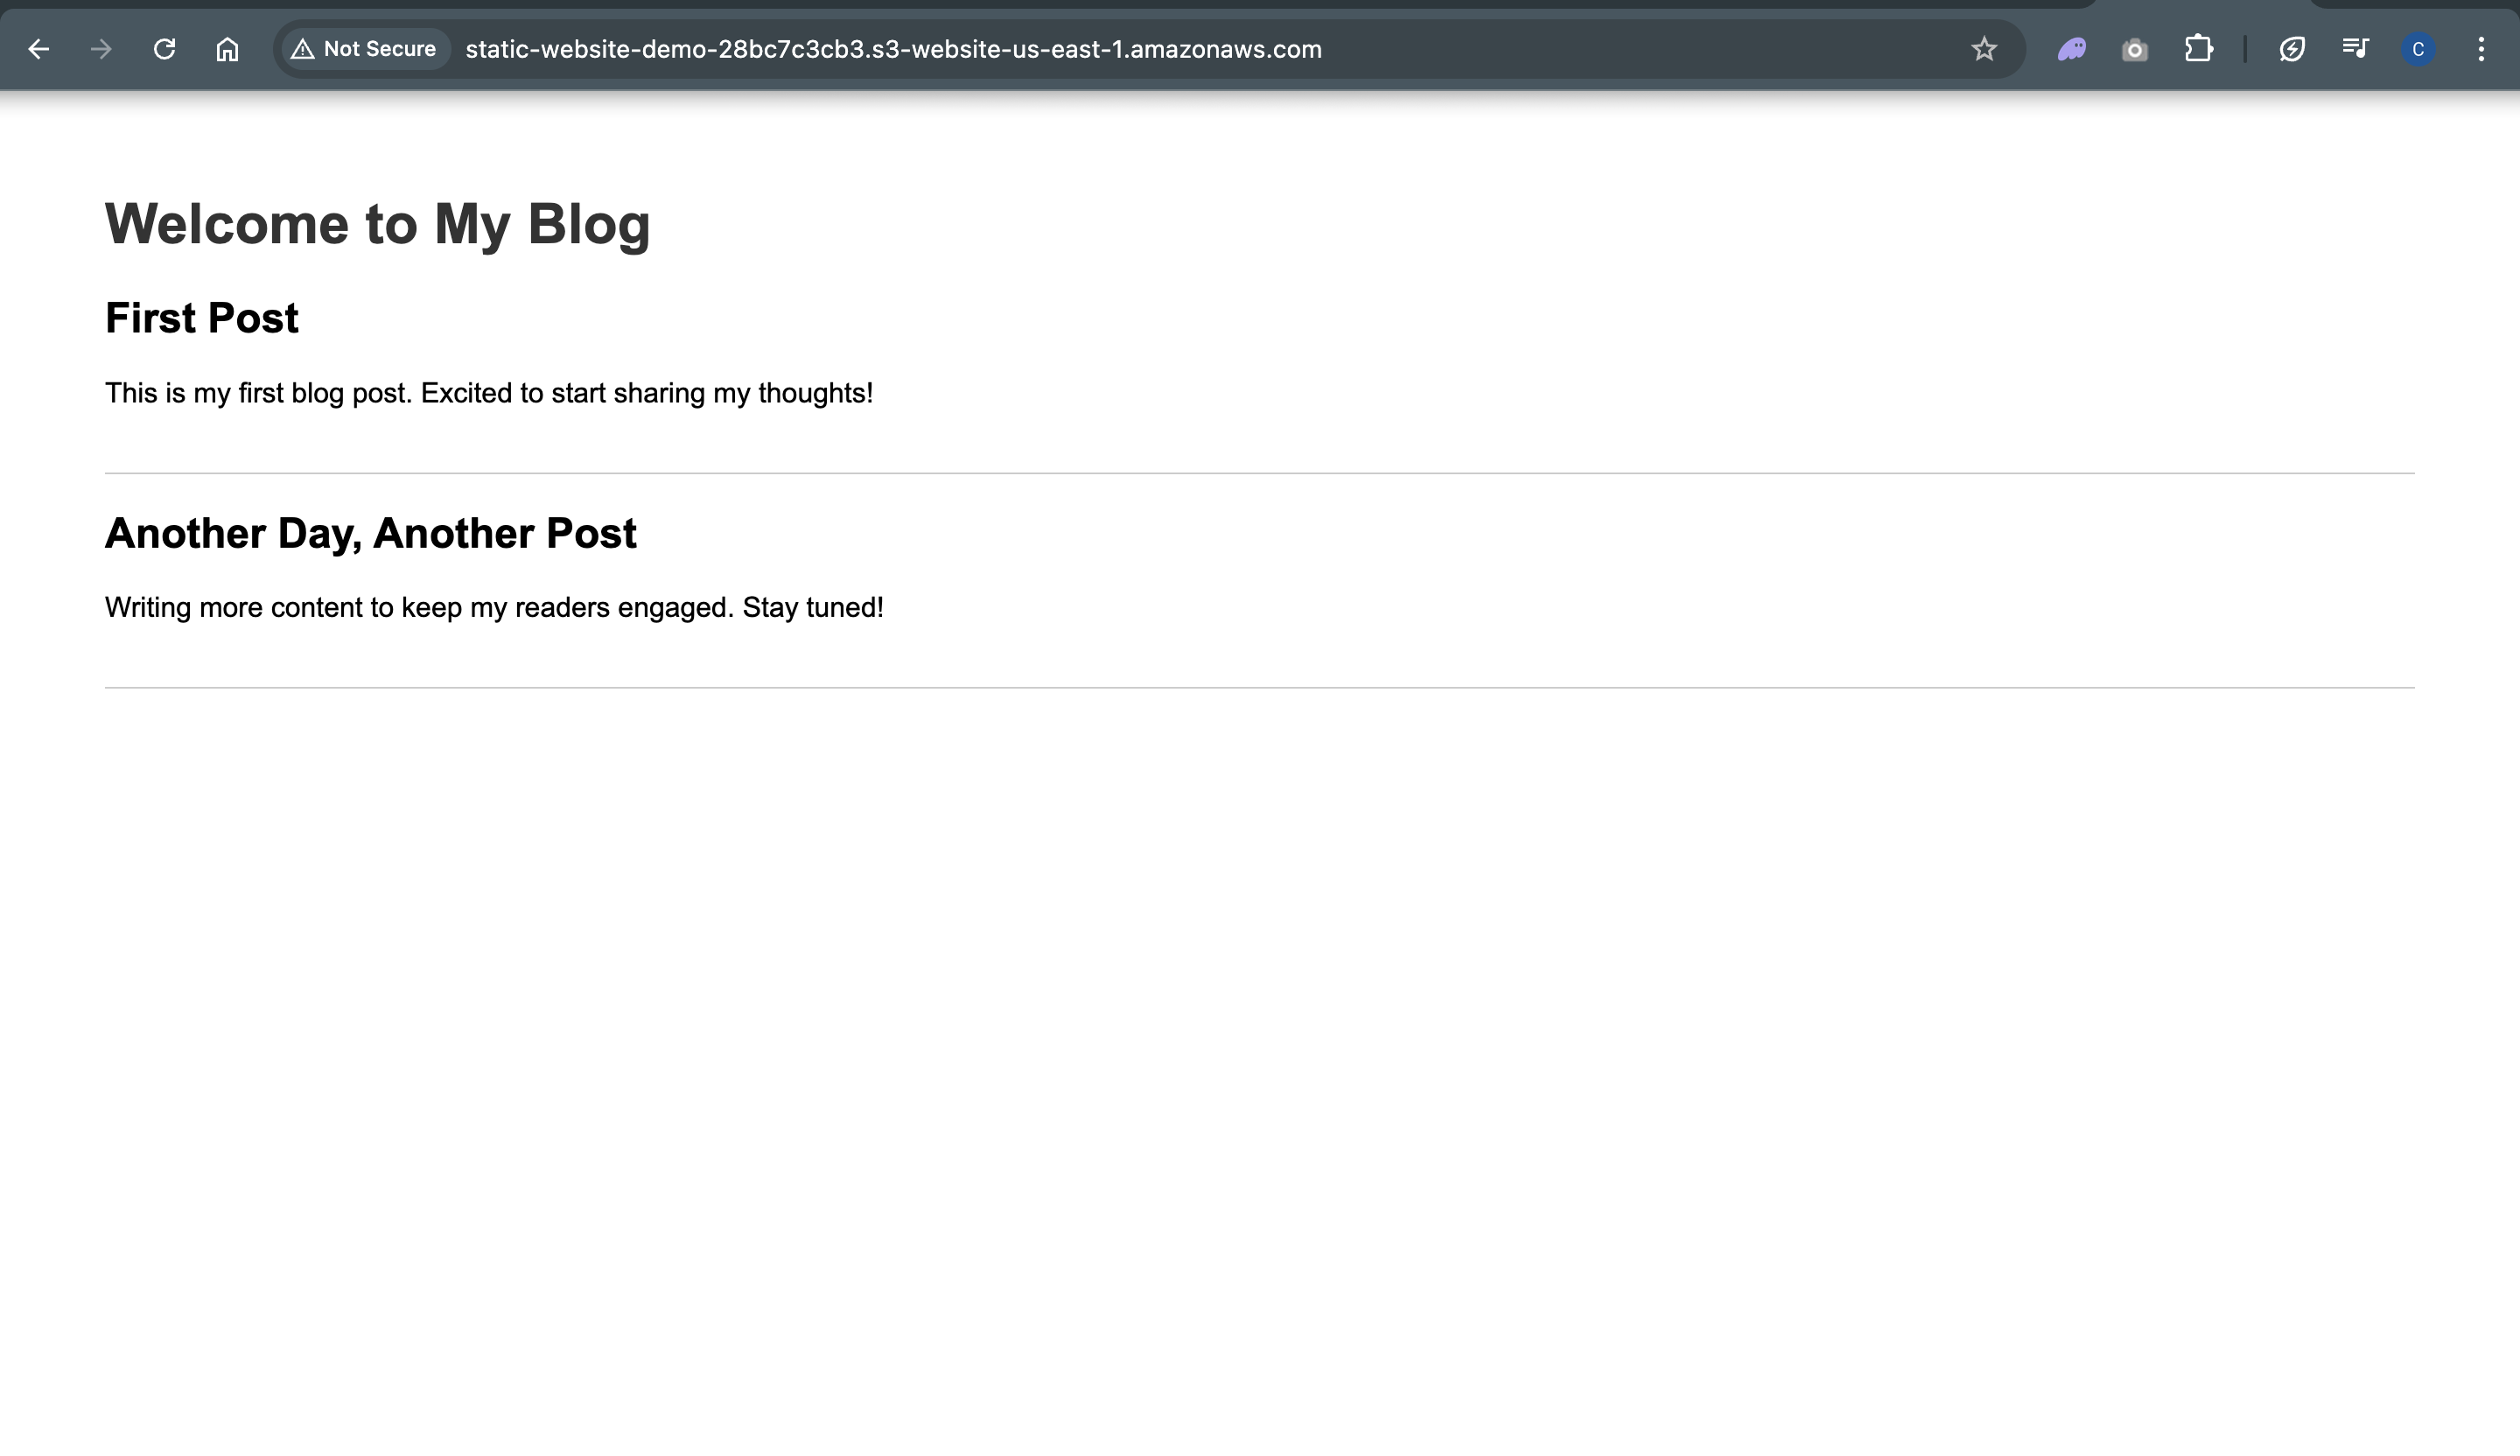 Not Secure static-website-demo-28bc7c3cb3.s3-website-us-east-1.amazonaws.com C
Welcome to My Blog
First Post
This is my first blog post. Excited to start sharing my thoughts!
Another Day, Another Post
Writing more content to keep my readers engaged. Stay tuned!